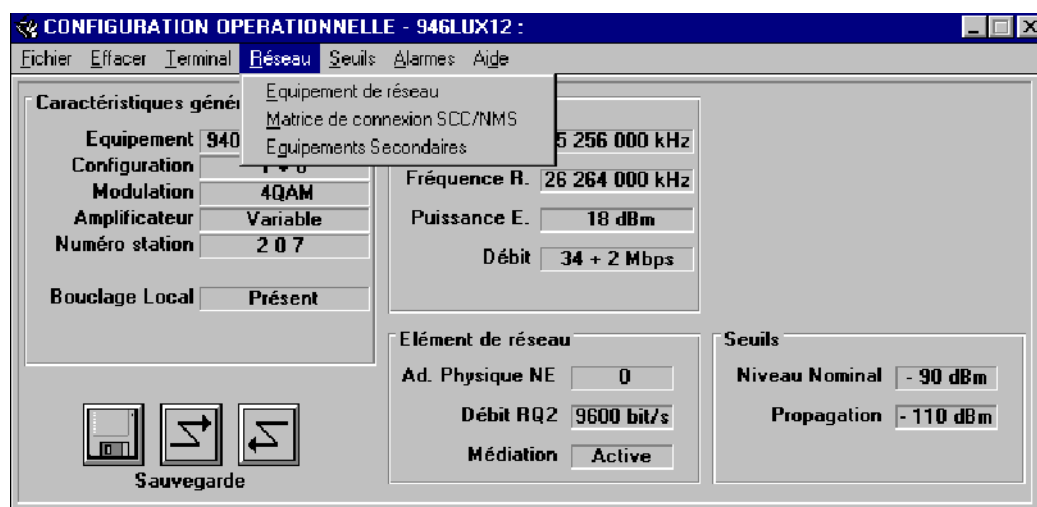 CONFIGURATION OPERATIONNELLE - 946LUX12 :
Fichier Effacer Terminal Réseau Seuils Alarmes Aide
Equipement de réseau
Matrice de connexion SCC/NMS
Equipements Secondaires
Caractéristiques génér
Equipement 940
Configuration
Modulation 4QAM
Amplificateur Variable
Numéro station 2 0 7
Bouclage Local Présent
5 256 000 kHz
Fréquence R. 26 264 000 kHz
Puissance E. 18 dBm
Débit 34 + 2 Mbps
Elément de réseau
Ad. Physique NE 0
Débit RQ2 9600 bit/s
Médiation Active
Seuils
Niveau Nominal - 90 dBm
Propagation - 110 dBm
Sauvegarde